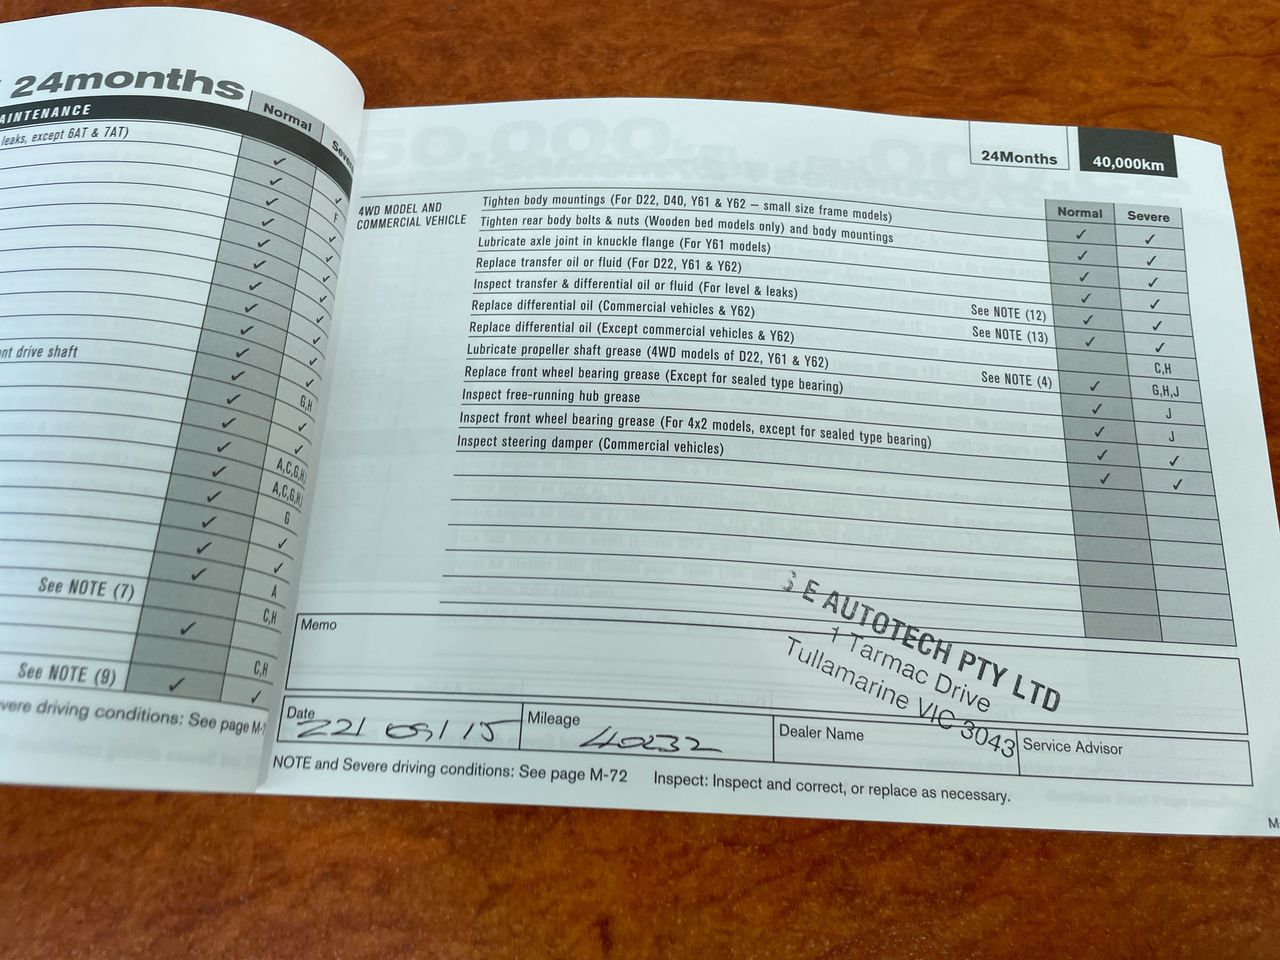 24months
AINTENANCE
Normal
leaks, except 6AT & 7AT)
F
nt drive shaft
G,H
A,C,G,H
A,C,G,H
G
A
See NOTE (7)
C,H
C,H
See NOTE (9)
vere driving conditions: See page M-7
24Months
40,000km
4WD MODEL AND
COMMERCIAL VEHICLE
Normal
Severe
Tighten body mountings (For D22, D40, Y61 & Y62 – small size frame models) ✓ ✓
Tighten rear body bolts & nuts (Wooden bed models only) and body mountings ✓ ✓
Lubricate axle joint in knuckle flange (For Y61 models) ✓ ✓
Replace transfer oil or fluid (For D22, Y61 & Y62) ✓ ✓
Inspect transfer & differential oil or fluid (For level & leaks) See NOTE (12) ✓ ✓
Replace differential oil (Commercial vehicles & Y62) See NOTE (13) ✓ ✓
Replace differential oil (Except commercial vehicles & Y62) C,H
Lubricate propeller shaft grease (4WD models of D22, Y61 & Y62) See NOTE (4) ✓ G,H,J
Replace front wheel bearing grease (Except for sealed type bearing) ✓ J
Inspect free-running hub grease ✓ J
Inspect front wheel bearing grease (For 4x2 models, except for sealed type bearing) ✓ ✓
Inspect steering damper (Commercial vehicles) ✓ ✓
E AUTOTECH PTY LTD
1 Tarmac Drive
Tullamarine VIC 3043
Memo
Date
Mileage 40232
Dealer Name
Service Advisor
NOTE and Severe driving conditions: See page M-72 Inspect: Inspect and correct, or replace as necessary.